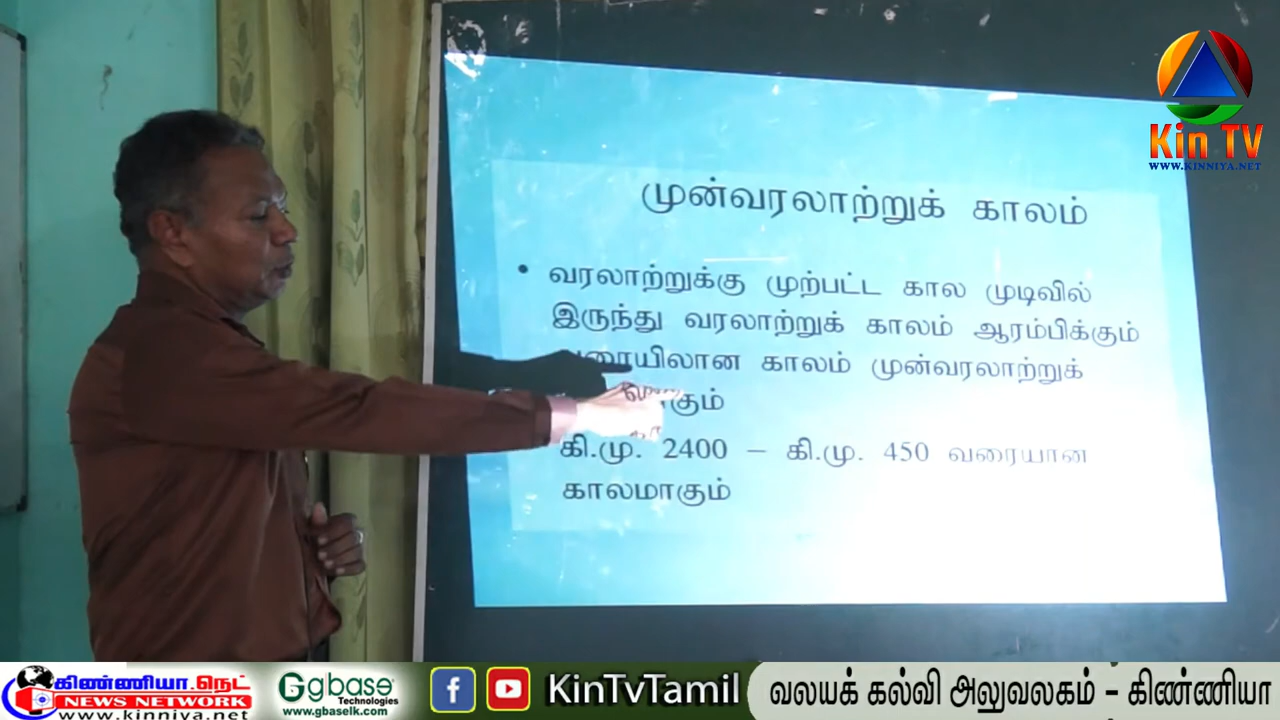 Kin TV
WWW.KINNIYA.NET
முன்வரலாற்றுக் காலம்
• வரலாற்றுக்கு முற்பட்ட கால முடிவில்
இருந்து வரலாற்றுக் காலம் ஆரம்பிக்கும்
காலம் முன்வரலாற்றுக்
கி.மு. 2400 – கி.மு. 450 வரையான
காலமாகும்
கிண்ணியா.நெட்
NEWS NETWORK
www.kinniya.net
gbase
Technologies
www.gbaselk.com
KinTvTamil
வலயக் கல்வி அலுவலகம் - கிண்ணியா